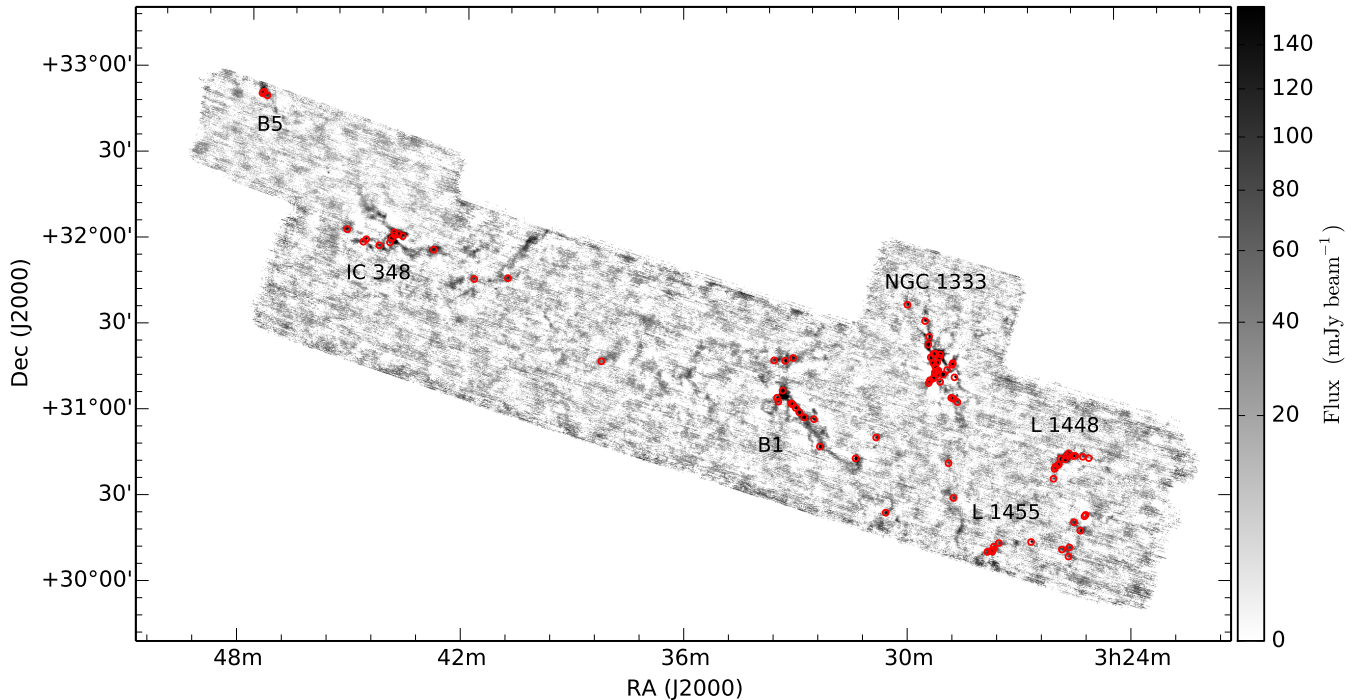 +33°00'
30'
+32°00'
30'
+31°00'
30'
+30°00'
Dec (J2000)
B5
IC 348
NGC 1333
B1
L 1448
L 1455
48m
42m
36m
30m
3h24m
RA (J2000)
140
120
100
80
60
40
20
0
Flux (mJy beam⁻¹)